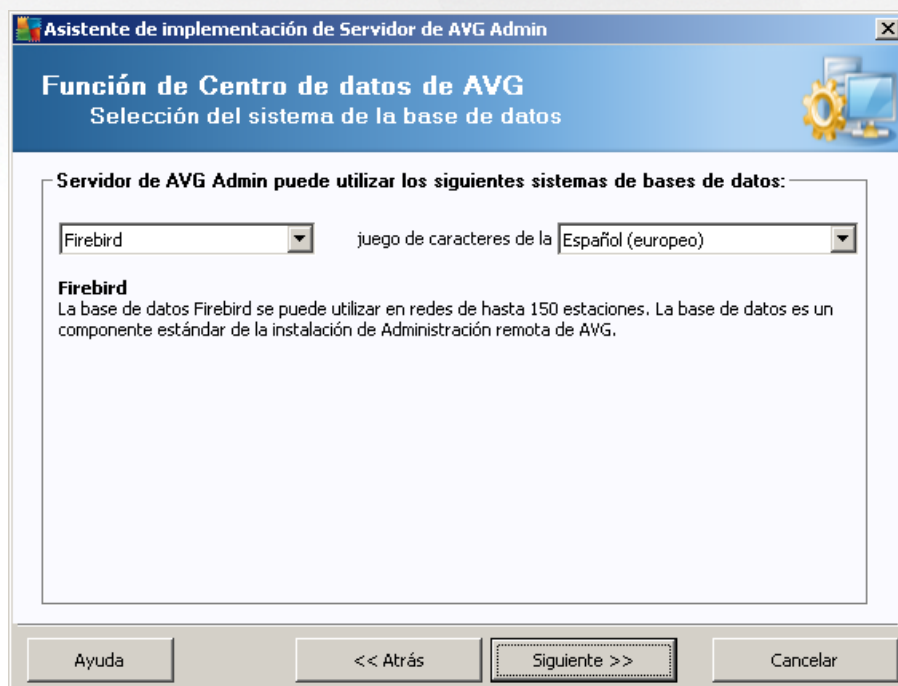 Asistente de implementación de Servidor de AVG Admin
Función de Centro de datos de AVG
Selección del sistema de la base de datos
Servidor de AVG Admin puede utilizar los siguientes sistemas de bases de datos:
Firebird juego de caracteres de la Español (europeo)
Firebird
La base de datos Firebird se puede utilizar en redes de hasta 150 estaciones. La base de datos es un
componente estándar de la instalación de Administración remota de AVG.
Ayuda << Atrás Siguiente >> Cancelar